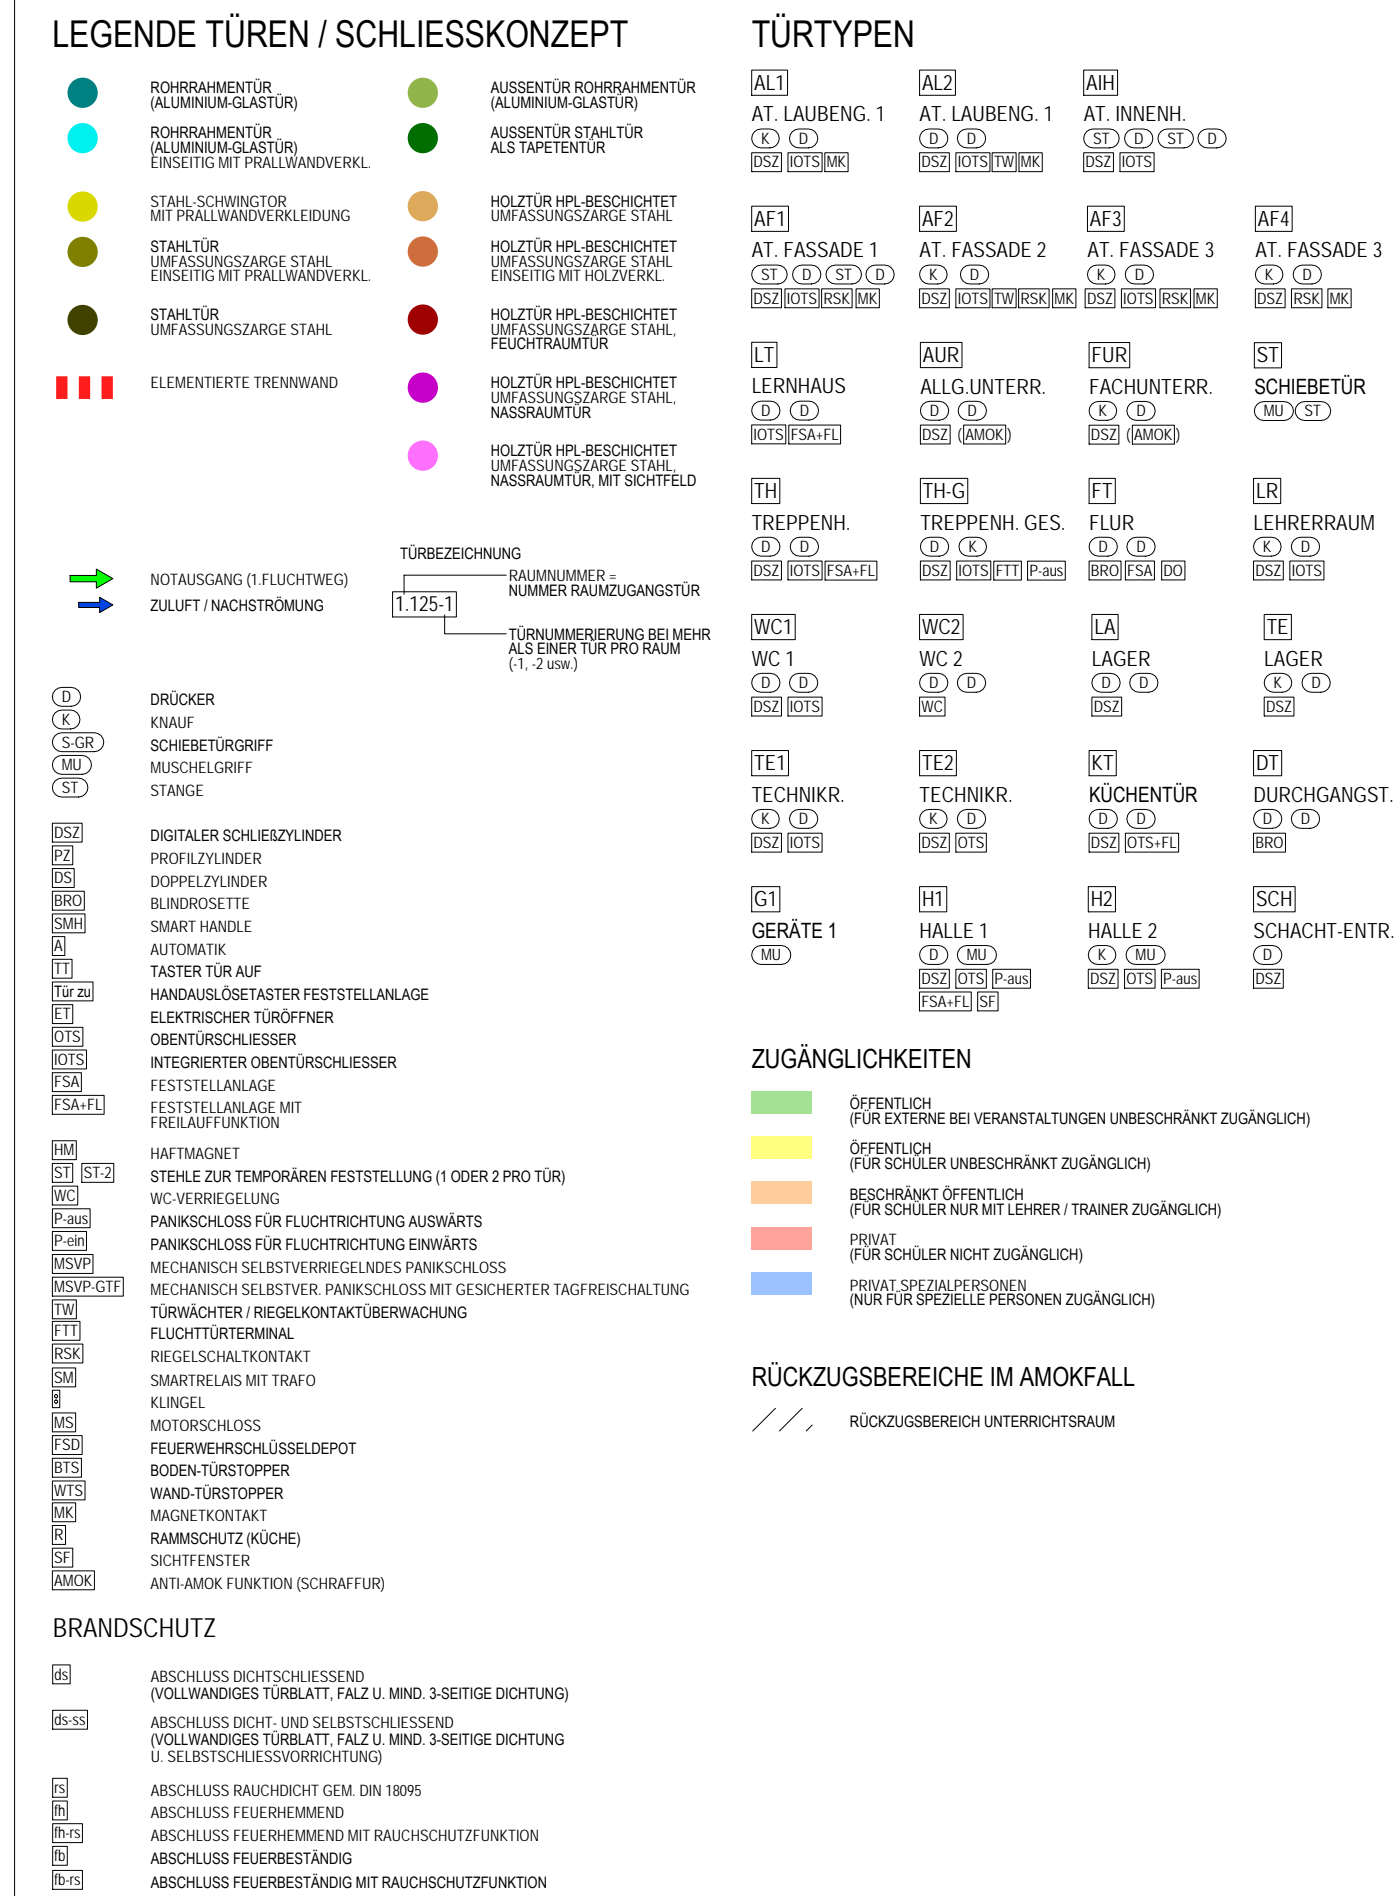 LEGENDE TÜREN / SCHLIESSKONZEPT
ROHRRAHMENTÜR
(ALUMINIUM-GLASTÜR)
ROHRRAHMENTÜR
(ALUMINIUM-GLASTÜR)
EINSEITIG MIT PRALLWANDVERKL.
STAHL-SCHWINGTOR
MIT PRALLWANDVERKLEIDUNG
STAHLTÜR
UMFASSUNGSZARGE STAHL
EINSEITIG MIT PRALLWANDVERKL.
STAHLTÜR
UMFASSUNGSZARGE STAHL
ELEMENTIERTE TRENNWAND
AUSSENTÜR ROHRRAHMENTÜR
(ALUMINIUM-GLASTÜR)
AUSSENTÜR STAHLTÜR
ALS TAPETENTÜR
HOLZTÜR HPL-BESCHICHTET
UMFASSUNGSZARGE STAHL
HOLZTÜR HPL-BESCHICHTET
UMFASSUNGSZARGE STAHL
EINSEITIG MIT HOLZVERKL.
HOLZTÜR HPL-BESCHICHTET
UMFASSUNGSZARGE STAHL,
FEUCHTRAUMTÜR
HOLZTÜR HPL-BESCHICHTET
UMFASSUNGSZARGE STAHL,
NASSRAUMTÜR
HOLZTÜR HPL-BESCHICHTET
UMFASSUNGSZARGE STAHL,
NASSRAUMTÜR, MIT SICHTFELD
NOTAUSGANG (1.FLUCHTWEG)
ZULUFT / NACHSTRÖMUNG
TÜRBEZEICHNUNG
RAUMNUMMER =
NUMMER RAUMZUGANGSTÜR
1.125-1
TÜRNUMMERIERUNG BEI MEHR
ALS EINER TÜR PRO RAUM
(-1, -2 usw.)
D DRÜCKER
K KNAUF
S-GR SCHIEBETÜRGRIFF
MU MUSCHELGRIFF
ST STANGE
DSZ DIGITALER SCHLIEßZYLINDER
PZ PROFILZYLINDER
DS DOPPELZYLINDER
BRO BLINDROSETTE
SMH SMART HANDLE
A AUTOMATIK
TT TASTER TÜR AUF
Tür zu HANDAUSLÖSETASTER FESTSTELLANLAGE
ET ELEKTRISCHER TÜRÖFFNER
OTS OBENTÜRSCHLIESSER
IOTS INTEGRIERTER OBENTÜRSCHLIESSER
FSA FESTSTELLANLAGE
FSA+FL FESTSTELLANLAGE MIT
FREILAUFFUNKTION
HM HAFTMAGNET
ST ST-2 STEHLE ZUR TEMPORÄREN FESTSTELLUNG (1 ODER 2 PRO TÜR)
WC WC-VERRIEGELUNG
P-aus PANIKSCHLOSS FÜR FLUCHTRICHTUNG AUSWÄRTS
P-ein PANIKSCHLOSS FÜR FLUCHTRICHTUNG EINWÄRTS
MSVP MECHANISCH SELBSTVERRIEGELNDES PANIKSCHLOSS
MSVP-GTF MECHANISCH SELBSTVER. PANIKSCHLOSS MIT GESICHERTER TAGFREISCHALTUNG
TW TÜRWÄCHTER / RIEGELKONTAKTÜBERWACHUNG
FTT FLUCHTTÜRTERMINAL
RSK RIEGELSCHALTKONTAKT
SM SMARTRELAIS MIT TRAFO
KLINGEL
MS MOTORSCHLOSS
FSD FEUERWEHRSCHLÜSSELDEPOT
BTS BODEN-TÜRSTOPPER
WTS WAND-TÜRSTOPPER
MK MAGNETKONTAKT
R RAMMSCHUTZ (KÜCHE)
SF SICHTFENSTER
AMOK ANTI-AMOK FUNKTION (SCHRAFFUR)
BRANDSCHUTZ
ds ABSCHLUSS DICHTSCHLIESSEND
(VOLLWANDIGES TÜRBLATT, FALZ U. MIND. 3-SEITIGE DICHTUNG)
ds-ss ABSCHLUSS DICHT- UND SELBSTSCHLIESSEND
(VOLLWANDIGES TÜRBLATT, FALZ U. MIND. 3-SEITIGE DICHTUNG
U. SELBSTSCHLIESSVORRICHTUNG)
rs ABSCHLUSS RAUCHDICHT GEM. DIN 18095
fh ABSCHLUSS FEUERHEMMEND
fh-rs ABSCHLUSS FEUERHEMMEND MIT RAUCHSCHUTZFUNKTION
fb ABSCHLUSS FEUERBESTÄNDIG
fb-rs ABSCHLUSS FEUERBESTÄNDIG MIT RAUCHSCHUTZFUNKTION
TÜRTYPEN
AL1 AL2 AIH
AT. LAUBENG. 1 AT. LAUBENG. 1 AT. INNENH.
K D D D ST D ST D
DSZ IOTS MK DSZ IOTS TW MK DSZ IOTS
AF1 AF2 AF3 AF4
AT. FASSADE 1 AT. FASSADE 2 AT. FASSADE 3 AT. FASSADE 3
ST D ST D K D K D K D
DSZ IOTS RSK MK DSZ IOTS TW RSK MK DSZ IOTS RSK MK DSZ RSK MK
LT AUR FUR ST
LERNHAUS ALLG.UNTERR. FACHUNTERR. SCHIEBETÜR
D D D D K D MU ST
IOTS FSA+FL DSZ (AMOK) DSZ (AMOK)
TH TH-G FT LR
TREPPENH. TREPPENH. GES. FLUR LEHRERRAUM
D D D K D D K D
DSZ IOTS FSA+FL DSZ IOTS FTT P-aus BRO FSA DO DSZ IOTS
WC1 WC2 LA TE
WC 1 WC 2 LAGER LAGER
D D D D D D K D
DSZ IOTS WC DSZ DSZ
TE1 TE2 KT DT
TECHNIKR. TECHNIKR. KÜCHENTÜR DURCHGANGST.
K D K D D D D D
DSZ IOTS DSZ OTS DSZ OTS+FL BRO
G1 H1 H2 SCH
GERÄTE 1 HALLE 1 HALLE 2 SCHACHT-ENTR.
MU D MU K MU D
DSZ OTS P-aus DSZ OTS P-aus DSZ
FSA+FL SF
ZUGÄNGLICHKEITEN
ÖFFENTLICH
(FÜR EXTERNE BEI VERANSTALTUNGEN UNBESCHRÄNKT ZUGÄNGLICH)
ÖFFENTLICH
(FÜR SCHÜLER UNBESCHRÄNKT ZUGÄNGLICH)
BESCHRÄNKT ÖFFENTLICH
(FÜR SCHÜLER NUR MIT LEHRER / TRAINER ZUGÄNGLICH)
PRIVAT
(FÜR SCHÜLER NICHT ZUGÄNGLICH)
PRIVAT SPEZIALPERSONEN
(NUR FÜR SPEZIELLE PERSONEN ZUGÄNGLICH)
RÜCKZUGSBEREICHE IM AMOKFALL
RÜCKZUGSBEREICH UNTERRICHTSRAUM